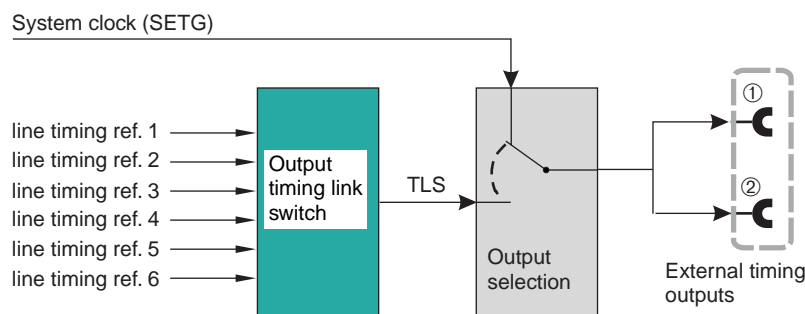 System clock (SETG)
line timing ref. 1
line timing ref. 2
line timing ref. 3
line timing ref. 4
line timing ref. 5
line timing ref. 6
Output
timing link
switch
TLS
Output
selection
①
②
External timing
outputs